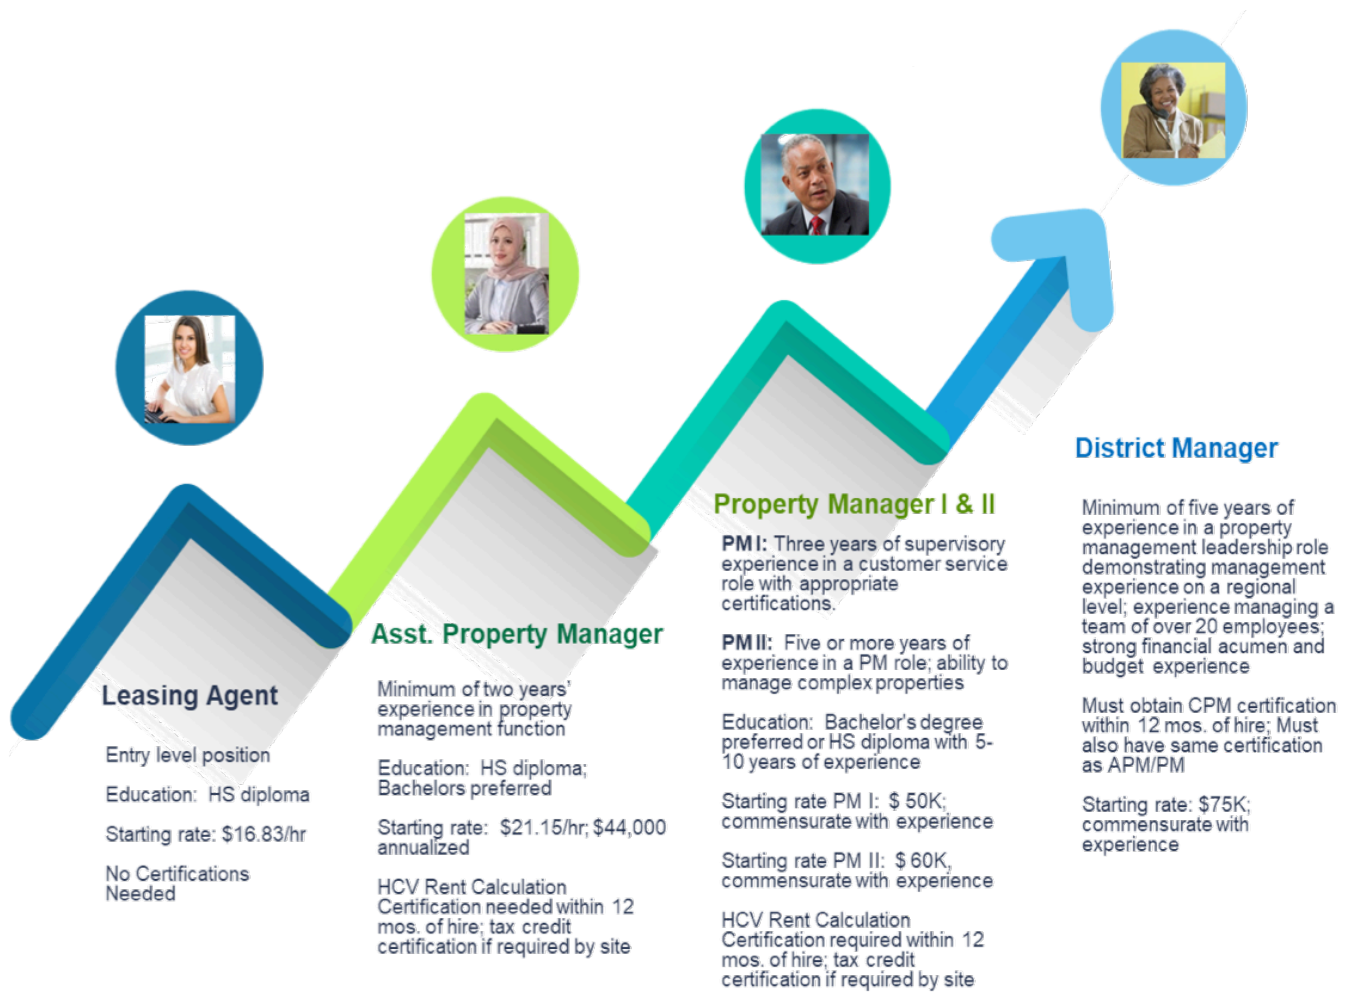 Leasing Agent
Entry level position
Education: HS diploma
Starting rate: $16.83/hr
No Certifications
Needed
Asst. Property Manager
Minimum of two years’
experience in property
management function
Education: HS diploma;
Bachelors preferred
Starting rate: $21.15/hr; $44,000
annualized
HCV Rent Calculation
Certification needed within 12
mos. of hire; tax credit
certification if required by site
Property Manager I & II
PM I: Three years of supervisory
experience in a customer service
role with appropriate
certifications.
PM II: Five or more years of
experience in a PM role; ability to
manage complex properties
Education: Bachelor's degree
preferred or HS diploma with 5-
10 years of experience
Starting rate PM I: $ 50K;
commensurate with experience
Starting rate PM II: $ 60K,
commensurate with experience
HCV Rent Calculation
Certification required within 12
mos. of hire; tax credit
certification if required by site
District Manager
Minimum of five years of
experience in a property
management leadership role
demonstrating management
experience on a regional
level; experience managing a
team of over 20 employees;
strong financial acumen and
budget experience
Must obtain CPM certification
within 12 mos. of hire; Must
also have same certification
as APM/PM
Starting rate: $75K;
commensurate with
experience